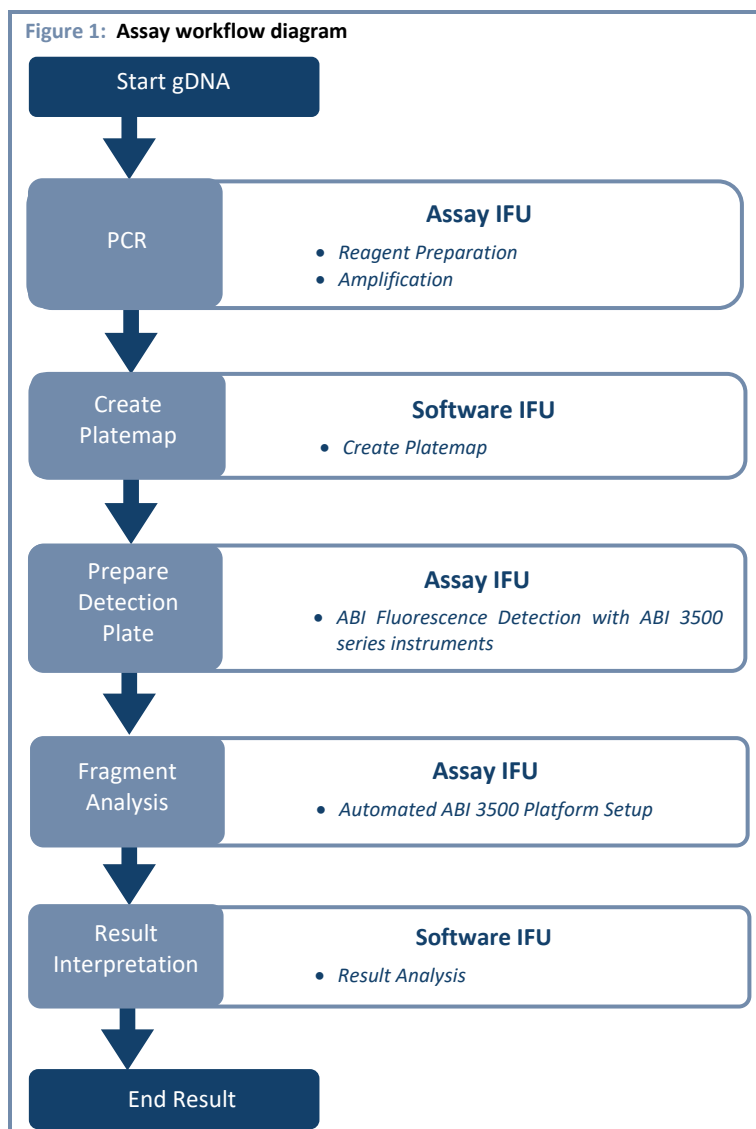 Figure 1: Assay workflow diagram
Start gDNA
PCR
Assay IFU
• Reagent Preparation
• Amplification
Create
Platemap
Software IFU
• Create Platemap
Prepare
Detection
Plate
Assay IFU
• ABI Fluorescence Detection with ABI 3500
series instruments
Fragment
Analysis
Assay IFU
• Automated ABI 3500 Platform Setup
Result
Interpretation
Software IFU
• Result Analysis
End Result